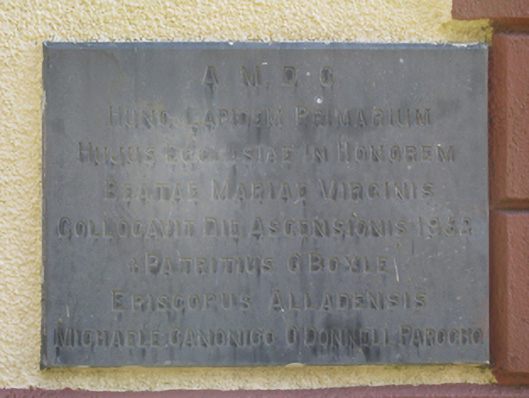 A M D G
HUNC LAPIDEM PRIMARIUM
HUJUS ECCLESIAE IN HONOREM
BEATAE MARIAE VIRGINIS
COLLOCAVIT DIE ASCENSIONIS
+ PATRITIUS O'BOYLE
EPISCOPUS ALLADENSIS
MICHAELE CANONICO O'DONNELL PAROCHO